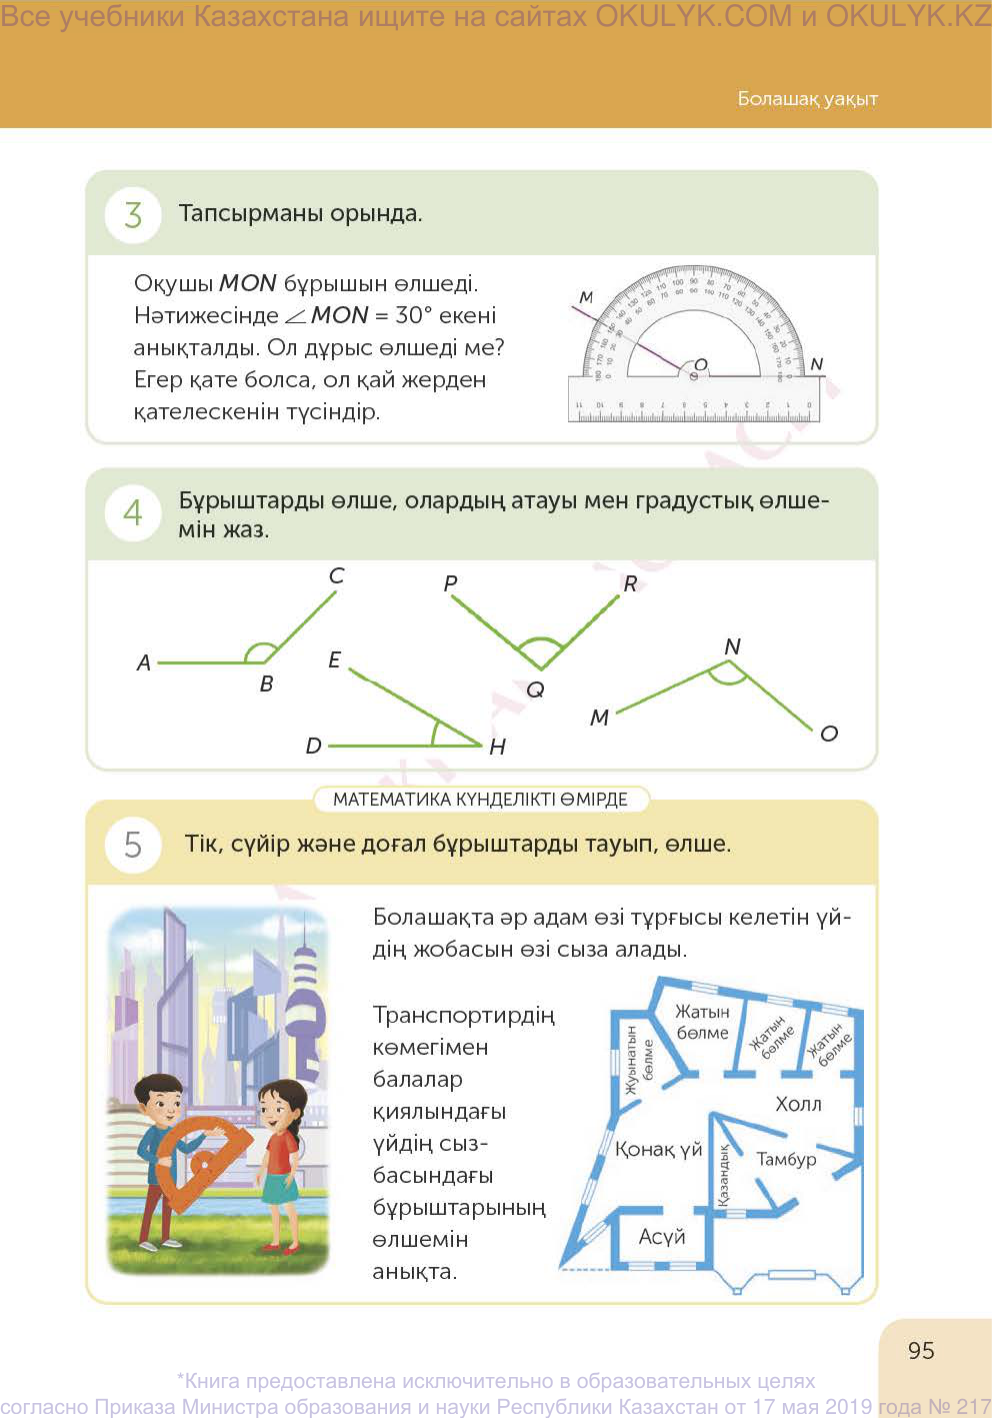 Все учебники Казахстана ищите на сайтах OKULYK.COM и OKULYK.KZ
Болашақ уақыт
3 Тапсырманы орында.
Оқушы MON бұрышын өлшеді.
Нәтижесінде ∠MON = 30° екені
анықталды. Ол дұрыс өлшеді ме?
Егер қате болса, ол қай жерден
қателескенін түсіндір.
M
O
N
4 Бұрыштарды өлше, олардың атауы мен градустық өлше-
мін жаз.
C
P
R
A
B
E
Q
N
M
O
D
H
МАТЕМАТИКА КҮНДЕЛІКТІ ӨМІРДЕ
5 Тік, сүйір және доғал бұрыштарды тауып, өлше.
Болашақта әр адам өзі тұрғысы келетін үй-
дің жобасын өзі сыза алады.
Транспортирдің
көмегімен
балалар
қиялындағы
үйдің сыз-
басындағы
бұрыштарының
өлшемін
анықта.
Жатын
бөлме
Жатын
бөлме
Жатын
бөлме
Жуынатын
бөлме
Холл
Қонақ үй
Қазандық
Тамбур
Асүй
95
*Книга предоставлена исключительно в образовательных целях
согласно Приказа Министра образования и науки Республики Казахстан от 17 мая 2019 года № 217